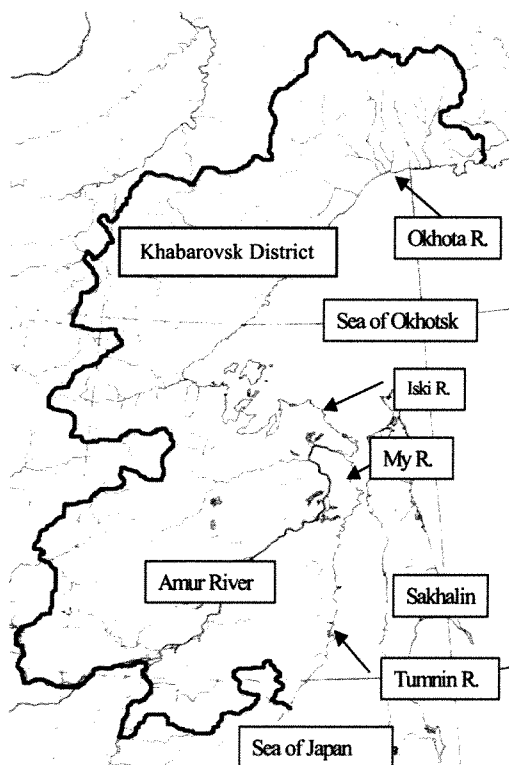 Okhota R.
Khabarovsk District
Sea of Okhotsk
Iski R.
My R.
Amur River
Sakhalin
Tumnin R.
Sea of Japan